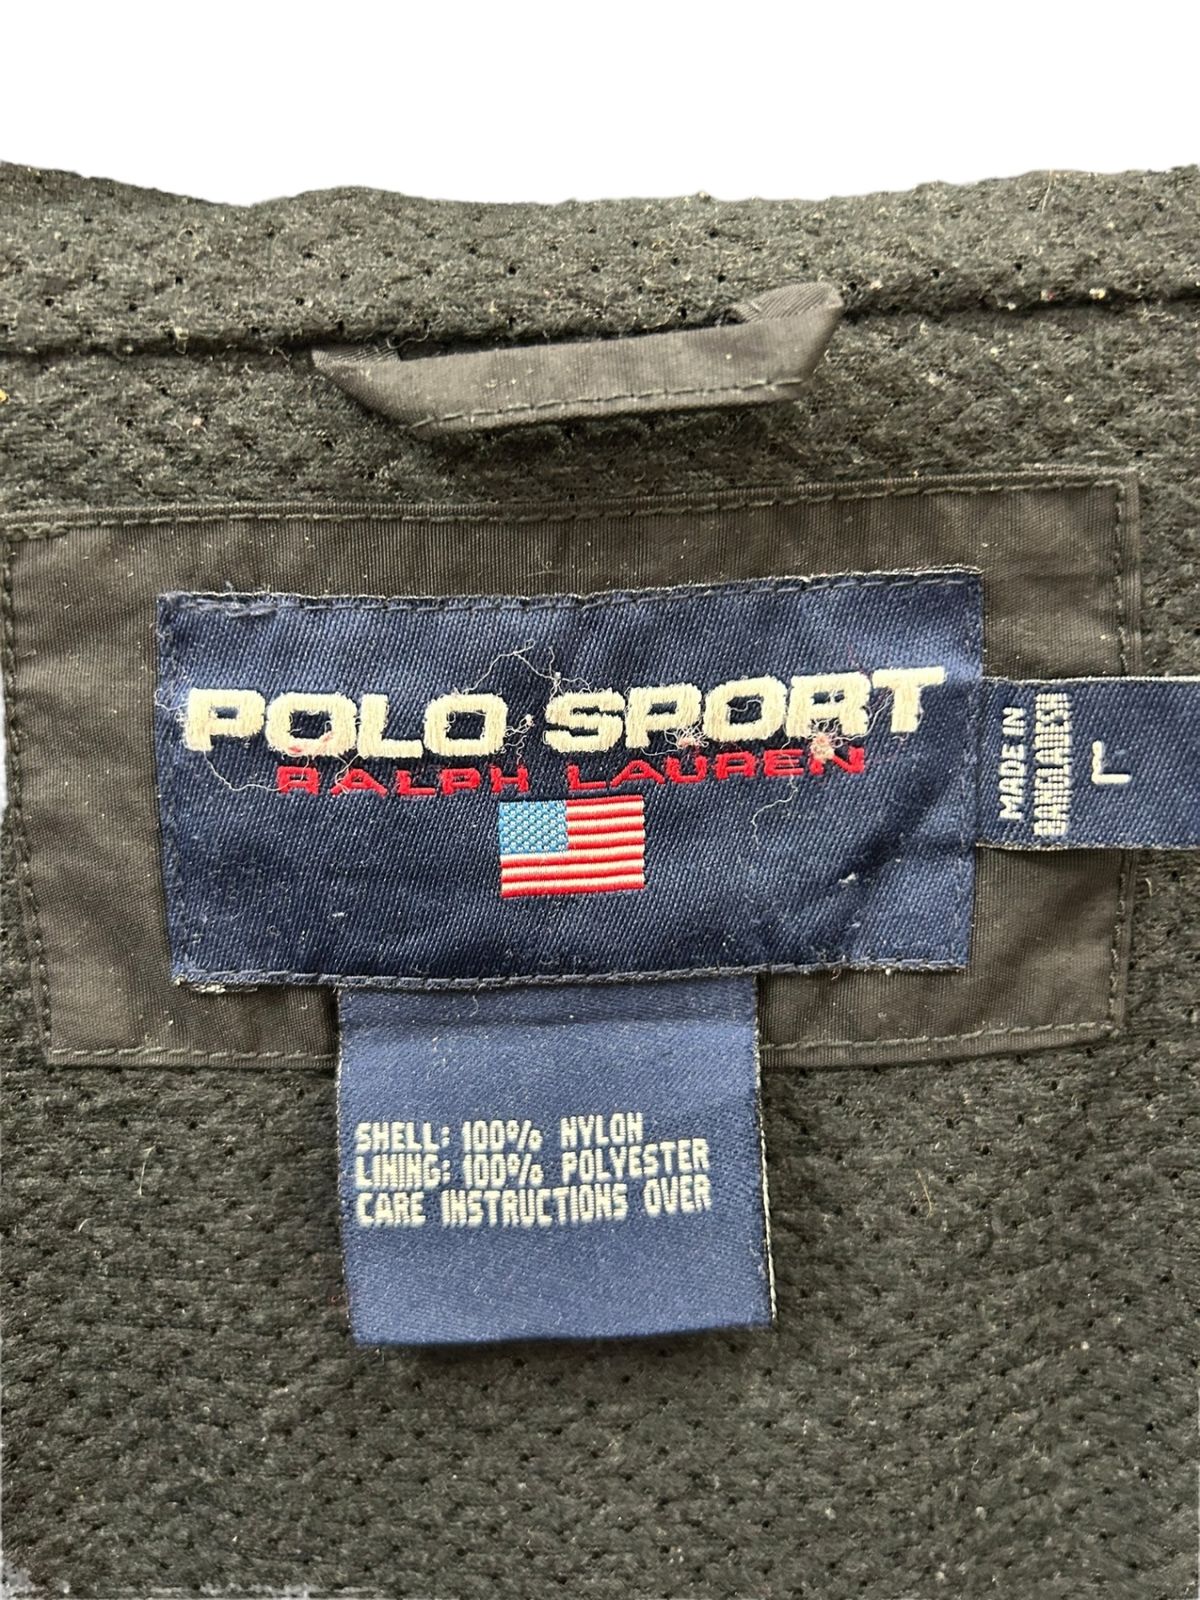 POLO SPORT
RALPH LAUREN
MADE IN
BANGLADESH
L
SHELL: 100% NYLON
LINING: 100% POLYESTER
CARE INSTRUCTIONS OVER